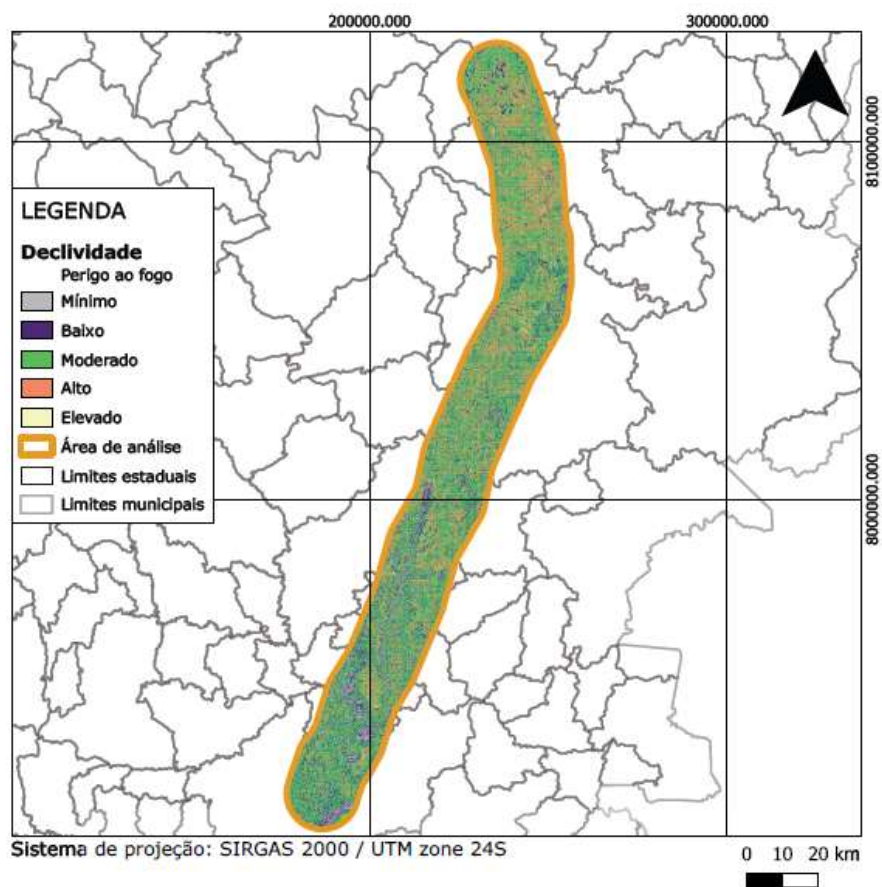 200000.000 300000.000
8100000.000
LEGENDA
Declividade
Perigo ao fogo
Mínimo
Baixo
Moderado
Alto
Elevado
Área de análise
Limites estaduais
Limites municipais
8000000.000
Sistema de projeção: SIRGAS 2000 / UTM zone 24S
0 10 20 km